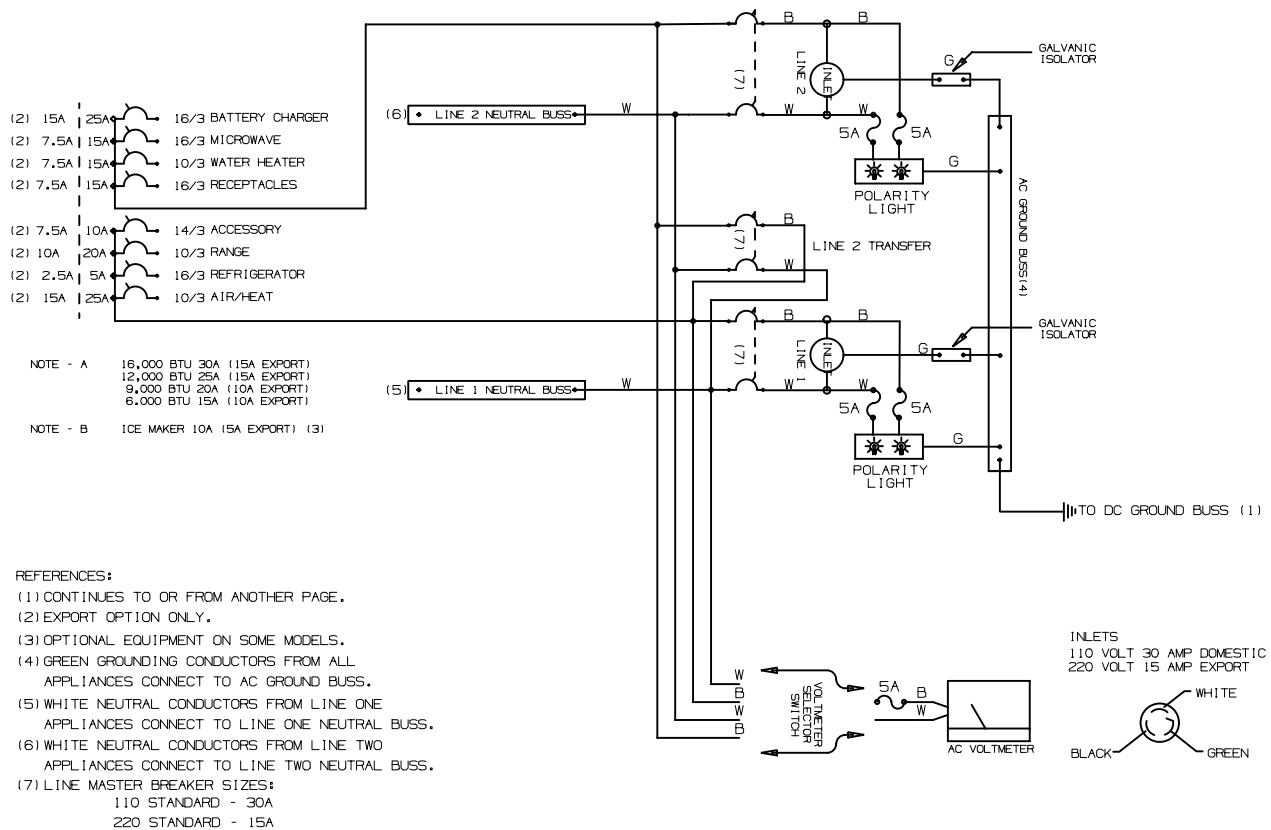 B
B
G
GALVANIC
ISOLATOR
(7)
LINE 2
INLET
(2) 15A 25A 16/3 BATTERY CHARGER
(2) 7.5A 15A 16/3 MICROWAVE
(2) 7.5A 15A 10/3 WATER HEATER
(2) 7.5A 15A 16/3 RECEPTACLES
(6) LINE 2 NEUTRAL BUSS
W
W
W
5A
5A
G
POLARITY
LIGHT
AC GROUND BUSS(4)
(2) 7.5A 10A 14/3 ACCESSORY
(2) 10A 20A 10/3 RANGE
(2) 2.5A 5A 16/3 REFRIGERATOR
(2) 15A 25A 10/3 AIR/HEAT
B
(7)
LINE 2 TRANSFER
W
B
B
GALVANIC
ISOLATOR
G
(7)
LINE 1
INLET
NOTE - A 16,000 BTU 30A (15A EXPORT)
12,000 BTU 25A (15A EXPORT)
9,000 BTU 20A (10A EXPORT)
6.000 BTU 15A (10A EXPORT)
NOTE - B ICE MAKER 10A (5A EXPORT) (3)
(5) LINE 1 NEUTRAL BUSS
W
W
W
5A
5A
G
POLARITY
LIGHT
TO DC GROUND BUSS (1)
REFERENCES:
(1) CONTINUES TO OR FROM ANOTHER PAGE.
(2) EXPORT OPTION ONLY.
(3) OPTIONAL EQUIPMENT ON SOME MODELS.
(4) GREEN GROUNDING CONDUCTORS FROM ALL
APPLIANCES CONNECT TO AC GROUND BUSS.
(5) WHITE NEUTRAL CONDUCTORS FROM LINE ONE
APPLIANCES CONNECT TO LINE ONE NEUTRAL BUSS.
(6) WHITE NEUTRAL CONDUCTORS FROM LINE TWO
APPLIANCES CONNECT TO LINE TWO NEUTRAL BUSS.
(7) LINE MASTER BREAKER SIZES:
110 STANDARD - 30A
220 STANDARD - 15A
W
B
W
B
VOLTMETER
SELECTOR
SWITCH
5A
B
W
AC VOLTMETER
INLETS
110 VOLT 30 AMP DOMESTIC
220 VOLT 15 AMP EXPORT
WHITE
BLACK
GREEN